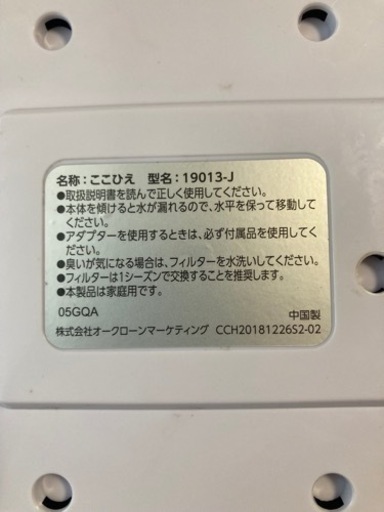 名称：ここひえ　型名：19013-J
●取扱説明書を読んで正しく使用してください。
●本体を傾けると水が漏れるので、水平を保って移動して
ください。
●アダプターを使用するときは、必ず付属品を使用してく
ださい。
●臭いが気になる場合は、フィルターを水洗いしてください。
●フィルターは1シーズンで交換することを推奨します。
●本製品は家庭用です。
05GQA　中国製
株式会社オークローンマーケティング　CCH20181226S2-02